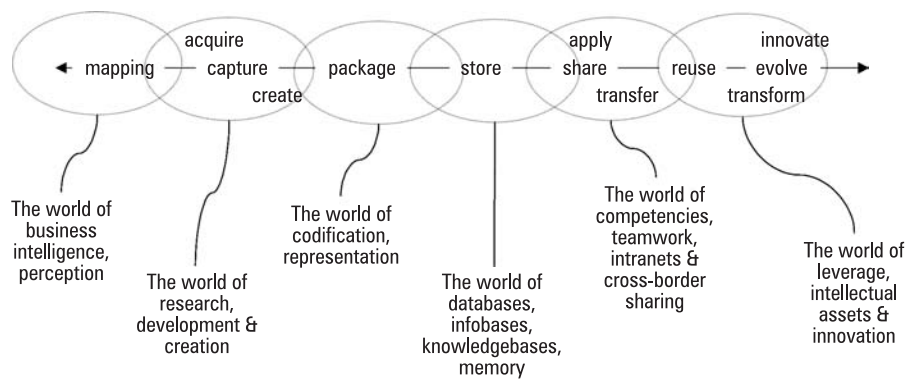 acquire
apply
innovate
mapping capture package store share reuse evolve
create
transfer
transform
The world of
business
intelligence,
perception
The world of
research,
development &
creation
The world of
codification,
representation
The world of
databases,
infobases,
knowledgebases,
memory
The world of
competencies,
teamwork,
intranets &
cross-border
sharing
The world of
leverage,
intellectual
assets &
innovation